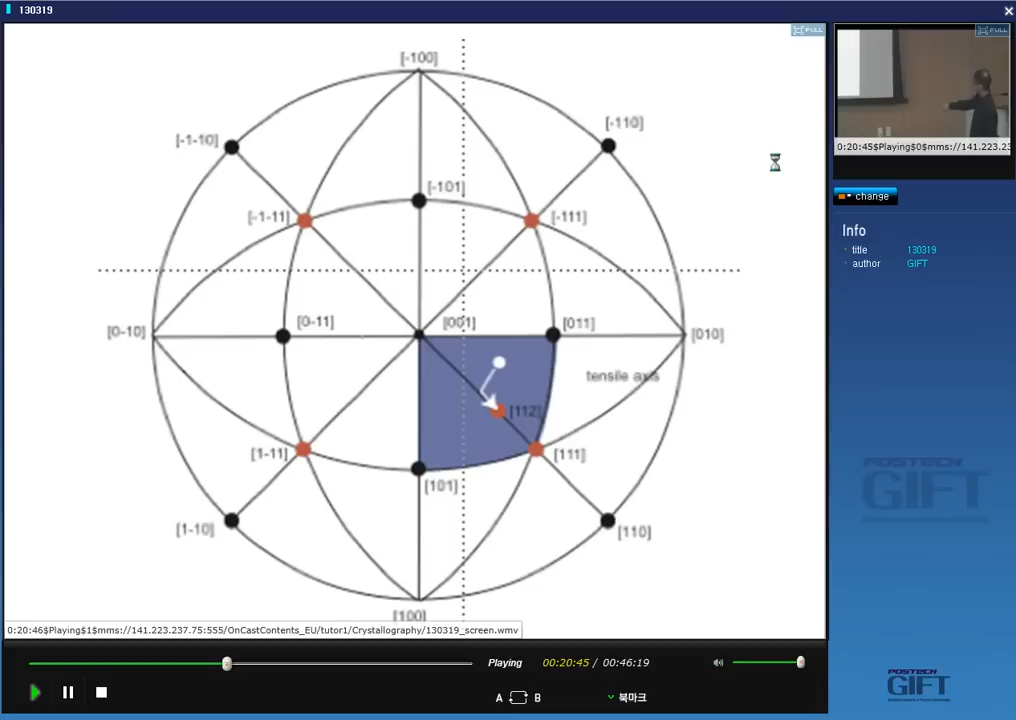 130319
FULL
FULL
[-100]
[-1-10]
[-110]
[-101]
[-1-11]
[-111]
[0-10]
[0-11]
[001]
[011]
[010]
tensile axis
[112]
[1-11]
[111]
[101]
[1-10]
[110]
[100]
0:20:45$Playing$0$mms://141.223.23
change
Info
title 130319
author GIFT
POSTECH
GIFT
0:20:46$Playing$1$mms://141.223.237.75:555/OnCastContents_EU/tutor1/Crystallography/130319_screen.wmv
Playing 00:20:45 / 00:46:19
A B 북마크
POSTECH
GIFT